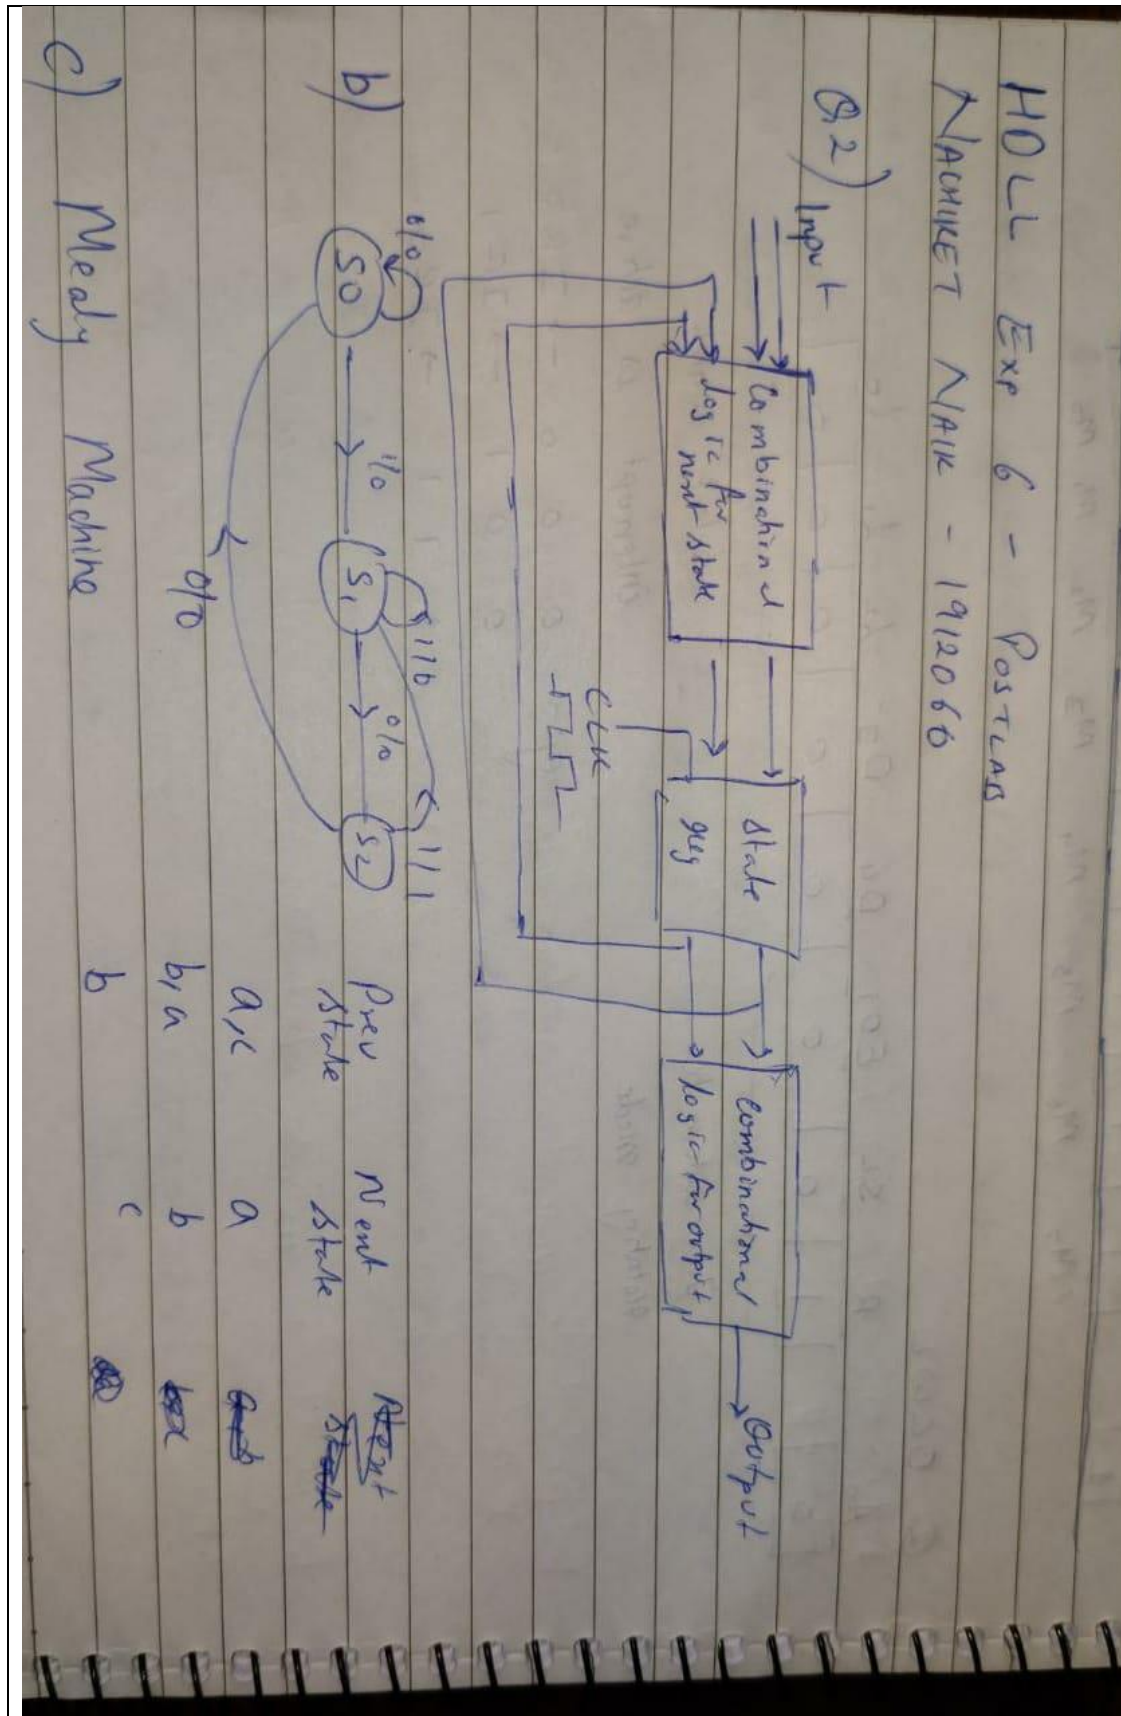 HDLL Exp 6 - POSTLAB
NACHIKET NAIK - 1912060
Q.2)
Input
Combinational
logic for
next state
State
reg
combinational
logic for output
Output
CLK
b)
0/0
S0
1/0
S1
1/0
0/0
S2
1/1
0/0
Prev State
Next State
a,c
a
b,a
b
b
c
c) Mealy Machine